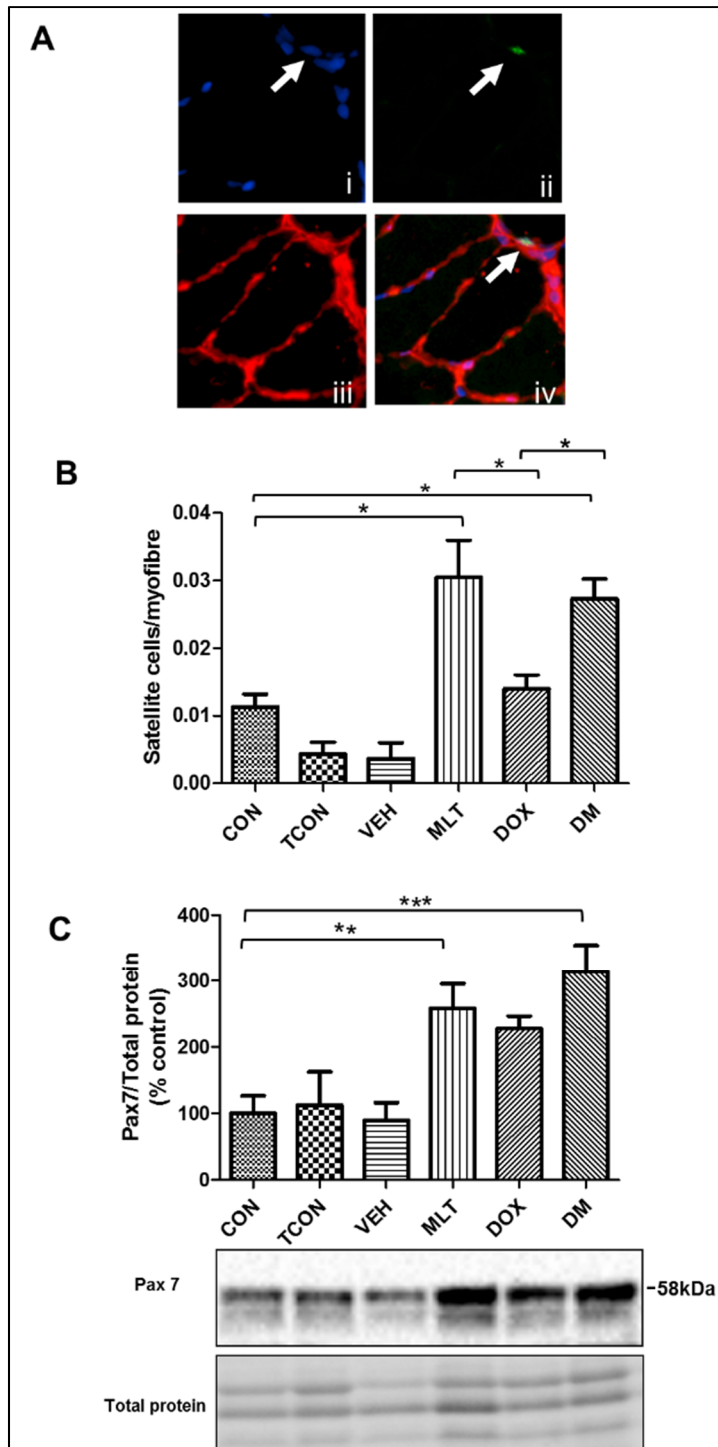 A
i
ii
iii
iv
B
*
*
*
*
Satellite cells/myofibre
0.04
0.03
0.02
0.01
0.00
CON
TCON
VEH
MLT
DOX
DM
C
***
**
Pax7/Total protein
(% control)
400
300
200
100
0
CON
TCON
VEH
MLT
DOX
DM
Pax 7
-58kDa
Total protein